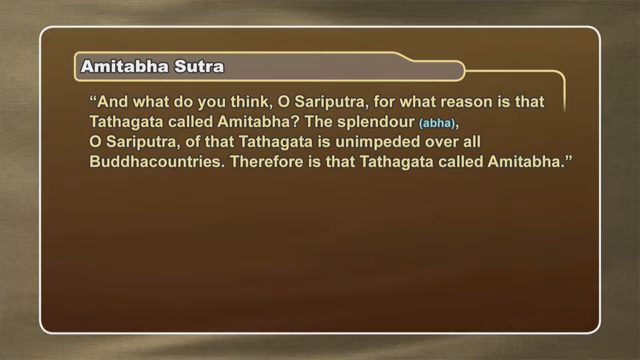 Amitabha Sutra
“And what do you think, O Sariputra, for what reason is that
Tathagata called Amitabha? The splendour (abha),
O Sariputra, of that Tathagata is unimpeded over all
Buddhacountries. Therefore is that Tathagata called Amitabha.”